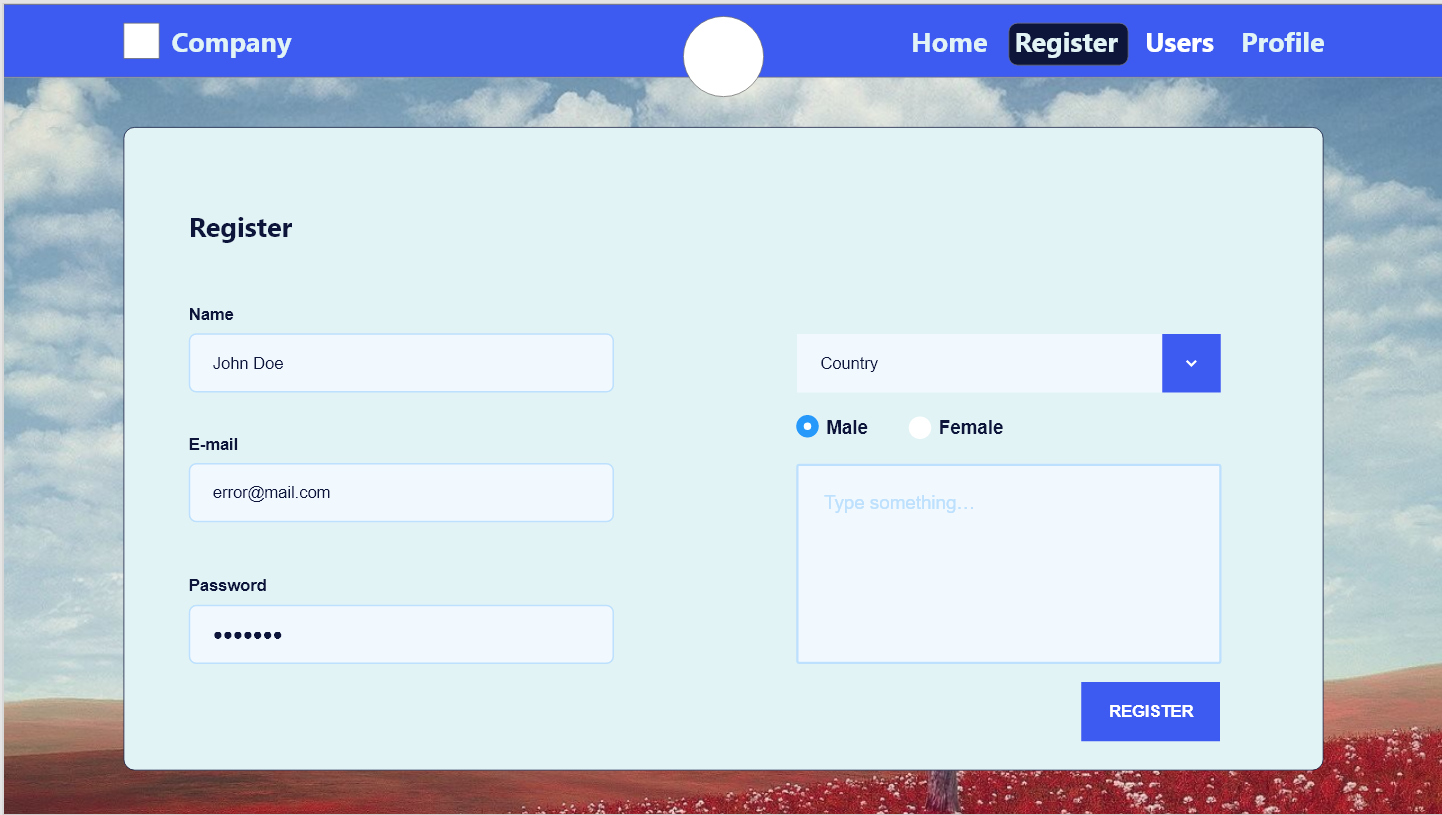 Company
Home Register Users Profile
Register
Name
John Doe
E-mail
error@mail.com
Password
•••••••
Country
Male Female
Type something...
REGISTER